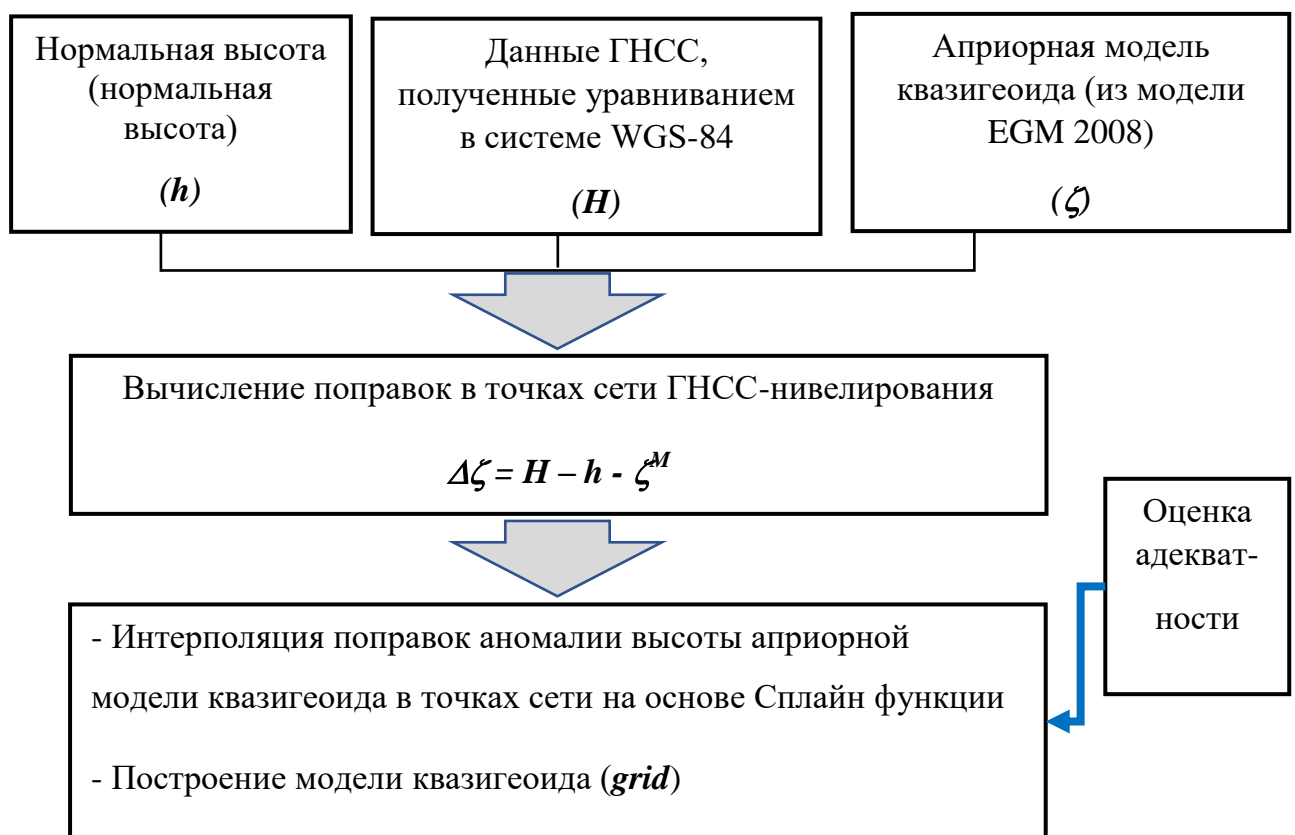 Нормальная высота
(нормальная
высота)
(h)
Данные ГНСС,
полученные уравниванием
в системе WGS-84
(H)
Априорная модель
квазигеоида (из модели
EGM 2008)
(ζ)
Вычисление поправок в точках сети ГНСС-нивелирования
Δζ = H – h - ζᴹ
Оценка
адекват-
ности
- Интерполяция поправок аномалии высоты априорной
модели квазигеоида в точках сети на основе Сплайн функции
- Построение модели квазигеоида (grid)